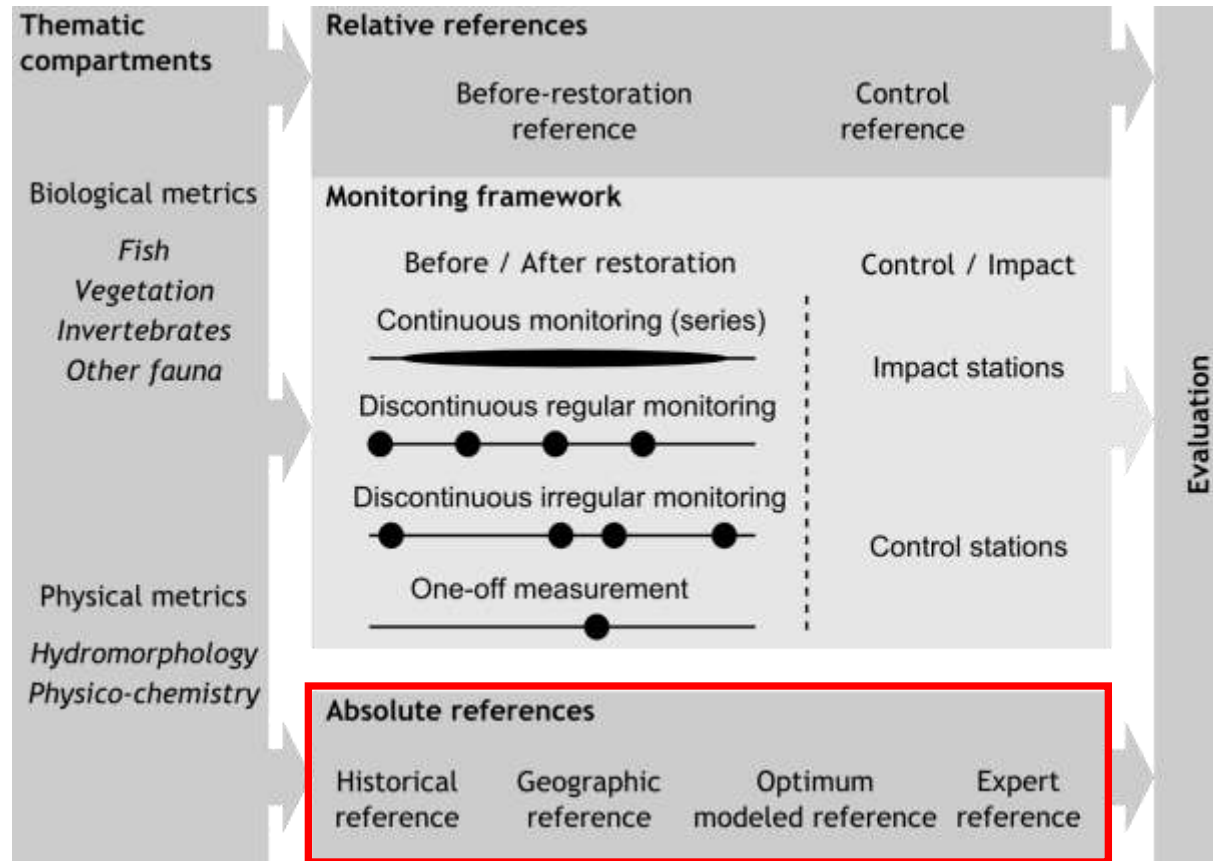 Thematic
compartments
Biological metrics
Fish
Vegetation
Invertebrates
Other fauna
Physical metrics
Hydromorphology
Physico-chemistry
Relative references
Before-restoration
reference
Control
reference
Monitoring framework
Before / After restoration
Continuous monitoring (series)
Discontinuous regular monitoring
Discontinuous irregular monitoring
One-off measurement
Control / Impact
Impact stations
Control stations
Absolute references
Historical
reference
Geographic
reference
Optimum
modeled reference
Expert
reference
Evaluation